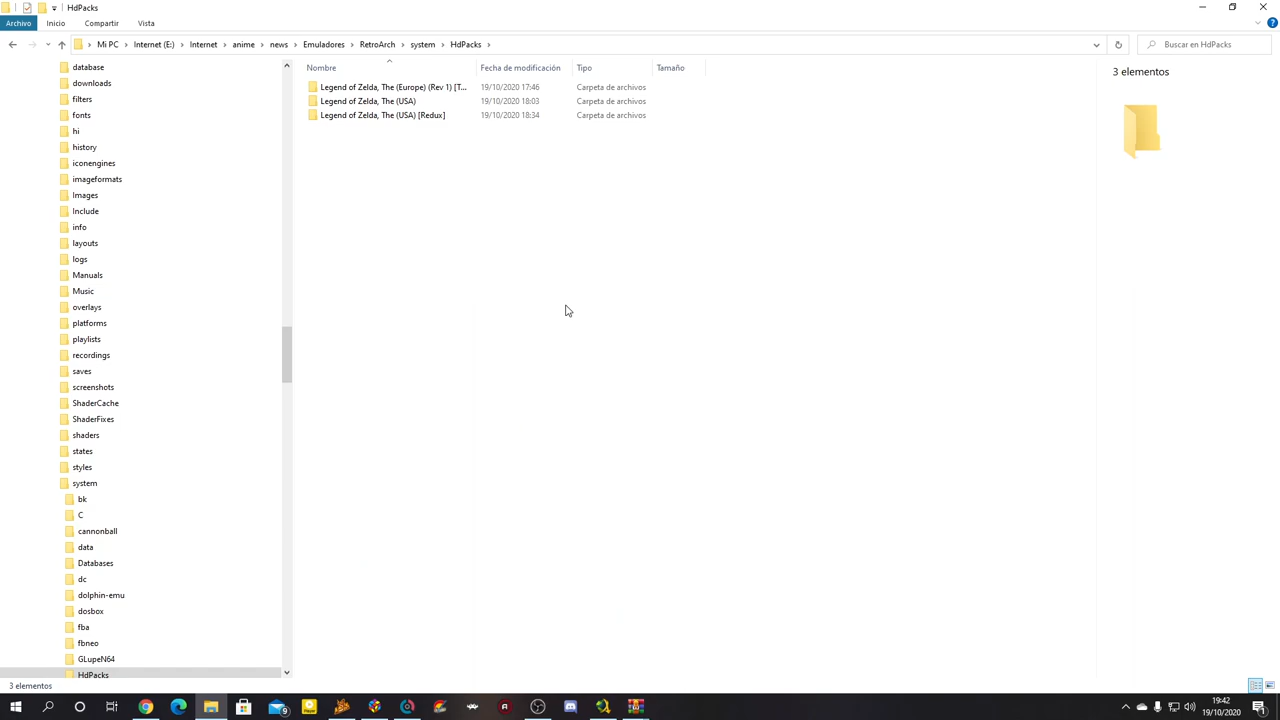 HdPacks
Archivo Inicio Compartir Vista
Mi PC Internet (E:) Internet anime news Emuladores RetroArch system HdPacks
Buscar en HdPacks
Nombre Fecha de modificación Tipo Tamaño
Legend of Zelda, The (Europe) (Rev 1) [T... 19/10/2020 17:46 Carpeta de archivos
Legend of Zelda, The (USA) 19/10/2020 18:03 Carpeta de archivos
Legend of Zelda, The (USA) [Redux] 19/10/2020 18:34 Carpeta de archivos
3 elementos
database
downloads
filters
fonts
hi
history
iconengines
imageformats
Images
Include
info
layouts
logs
Manuals
Music
overlays
platforms
playlists
recordings
saves
screenshots
ShaderCache
ShaderFixes
shaders
states
styles
system
bk
C
cannonball
data
Databases
dc
dolphin-emu
dosbox
fba
fbneo
GLupeN64
HdPacks
3 elementos
19:42
19/10/2020